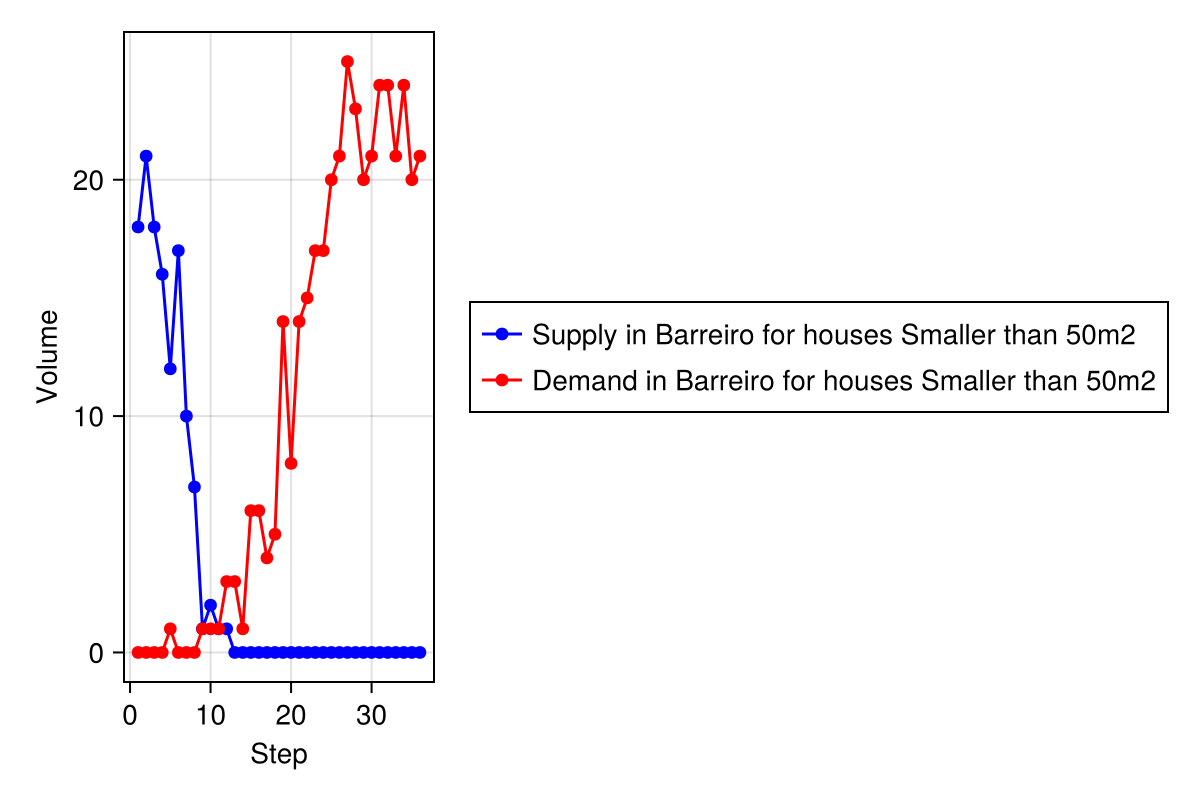 Volume
20
10
0
0 10 20 30
Step
Supply in Barreiro for houses Smaller than 50m2
Demand in Barreiro for houses Smaller than 50m2